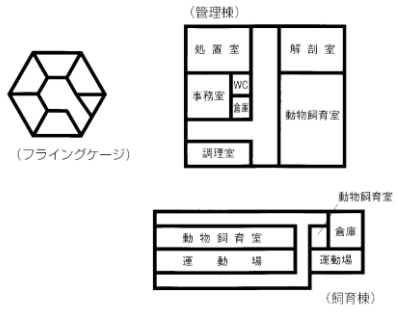 （管理棟）
処置室
解剖室
事務室
WC
倉庫
動物飼育室
調理室
（フライングケージ）
動物飼育室
動物飼育室
倉庫
運動場
運動場
（飼育棟）